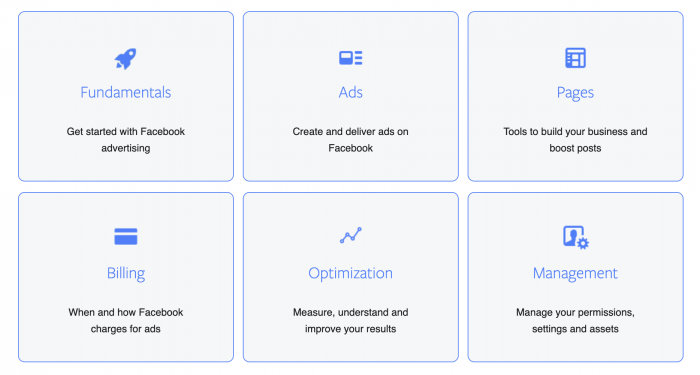 Fundamentals
Get started with Facebook
advertising
Ads
Create and deliver ads on
Facebook
Pages
Tools to build your business and
boost posts
Billing
When and how Facebook
charges for ads
Optimization
Measure, understand and
improve your results
Management
Manage your permissions,
settings and assets